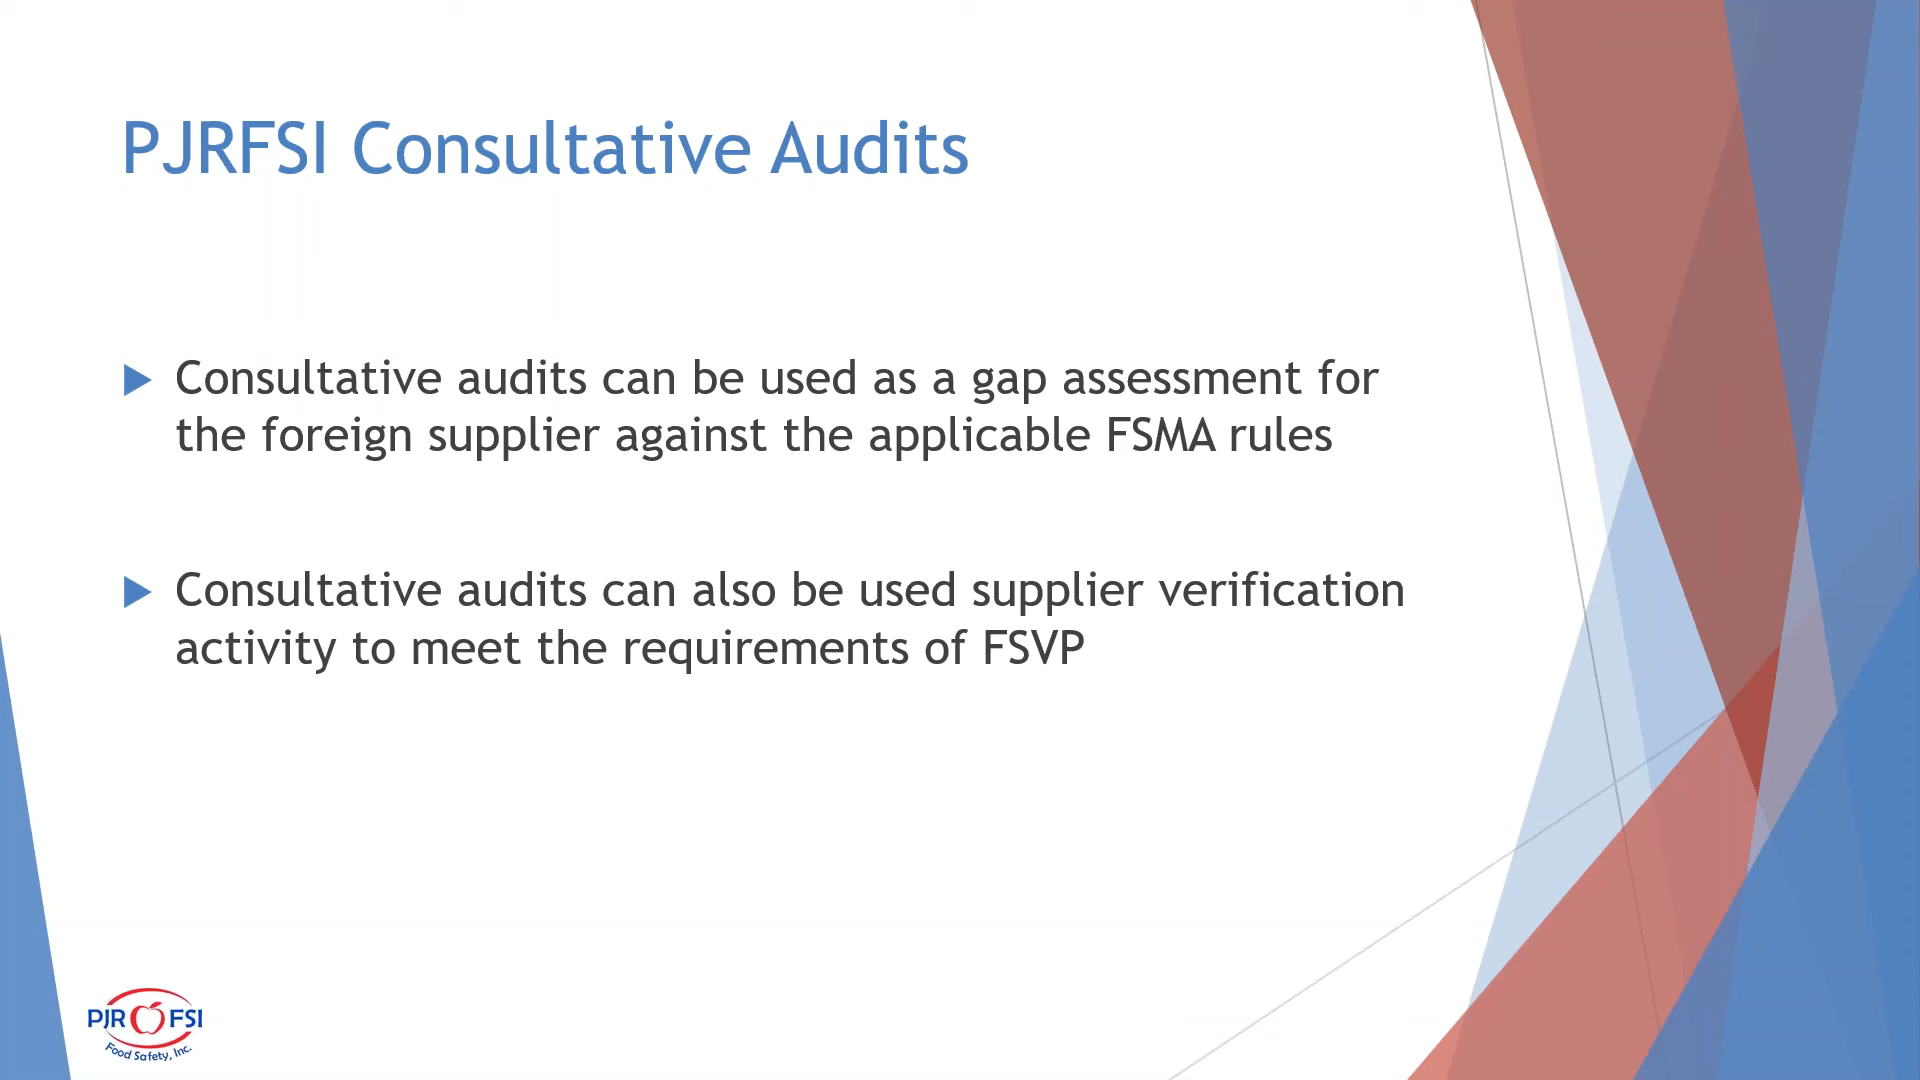 PJRFSI Consultative Audits
Consultative audits can be used as a gap assessment for
the foreign supplier against the applicable FSMA rules
Consultative audits can also be used supplier verification
activity to meet the requirements of FSVP
PJR FSI
Food Safety, Inc.